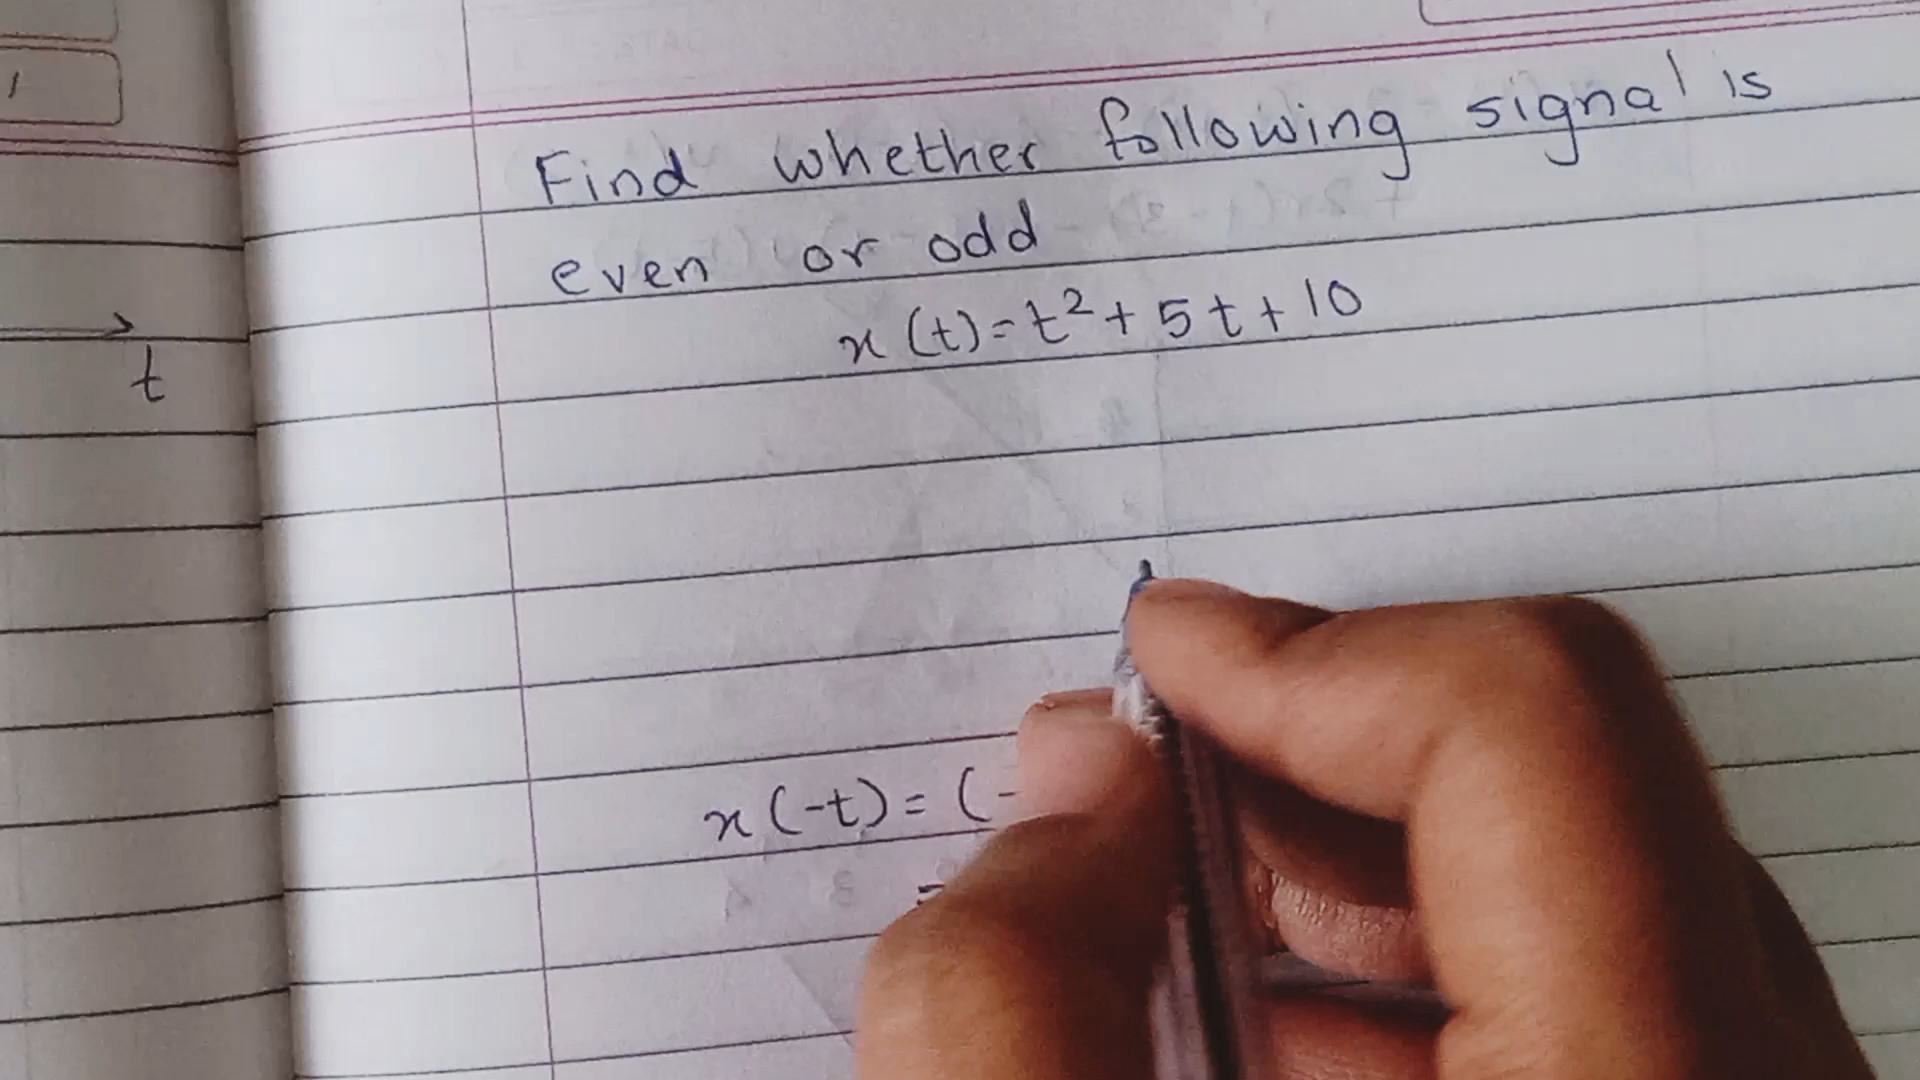 t
Find whether following signal is
even or odd
x (t) = t² + 5t + 10
x (-t) = (-
=